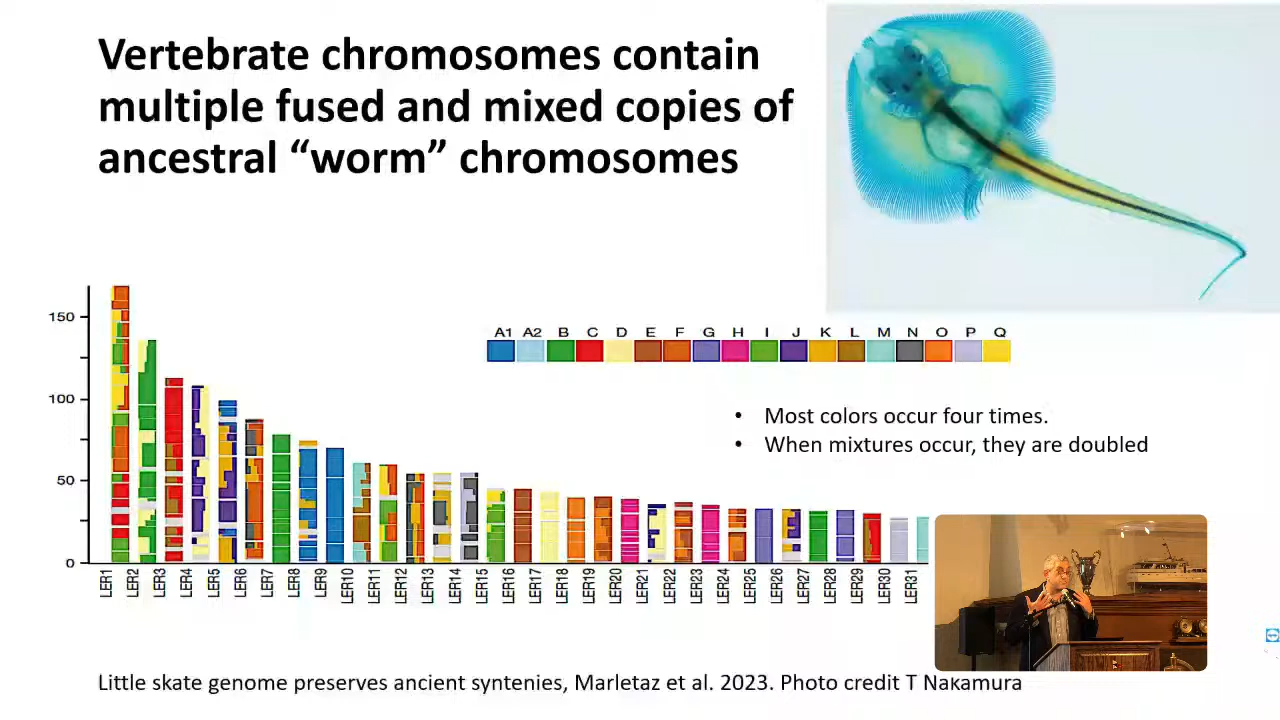 Vertebrate chromosomes contain
multiple fused and mixed copies of
ancestral “worm” chromosomes
A1 A2 B C D E F G H I J K L M N O P Q
150
100
50
0
• Most colors occur four times.
• When mixtures occur, they are doubled
LER1 LER2 LER3 LER4 LER5 LER6 LER7 LER8 LER9 LER10 LER11 LER12 LER13 LER14 LER15 LER16 LER17 LER18 LER19 LER20 LER21 LER22 LER23 LER24 LER25 LER26 LER27 LER28 LER29 LER30 LER31
Little skate genome preserves ancient syntenies, Marletaz et al. 2023. Photo credit T Nakamura